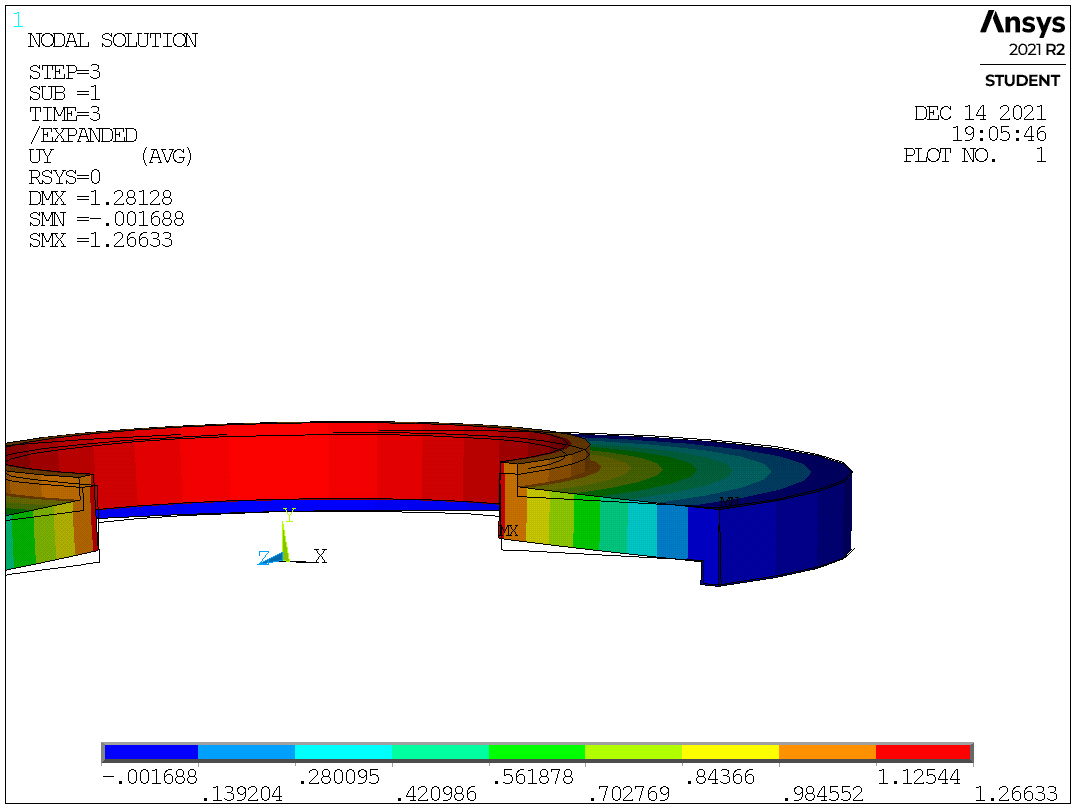 1
NODAL SOLUTION
STEP=3
SUB =1
TIME=3
/EXPANDED
UY (AVG)
RSYS=0
DMX =1.28128
SMN =-.001688
SMX =1.26633
Ansys
2021 R2
STUDENT
DEC 14 2021
19:05:46
PLOT NO. 1
MN
MX
Y
Z X
-.001688 .280095 .561878 .84366 1.12544
.139204 .420986 .702769 .984552 1.26633